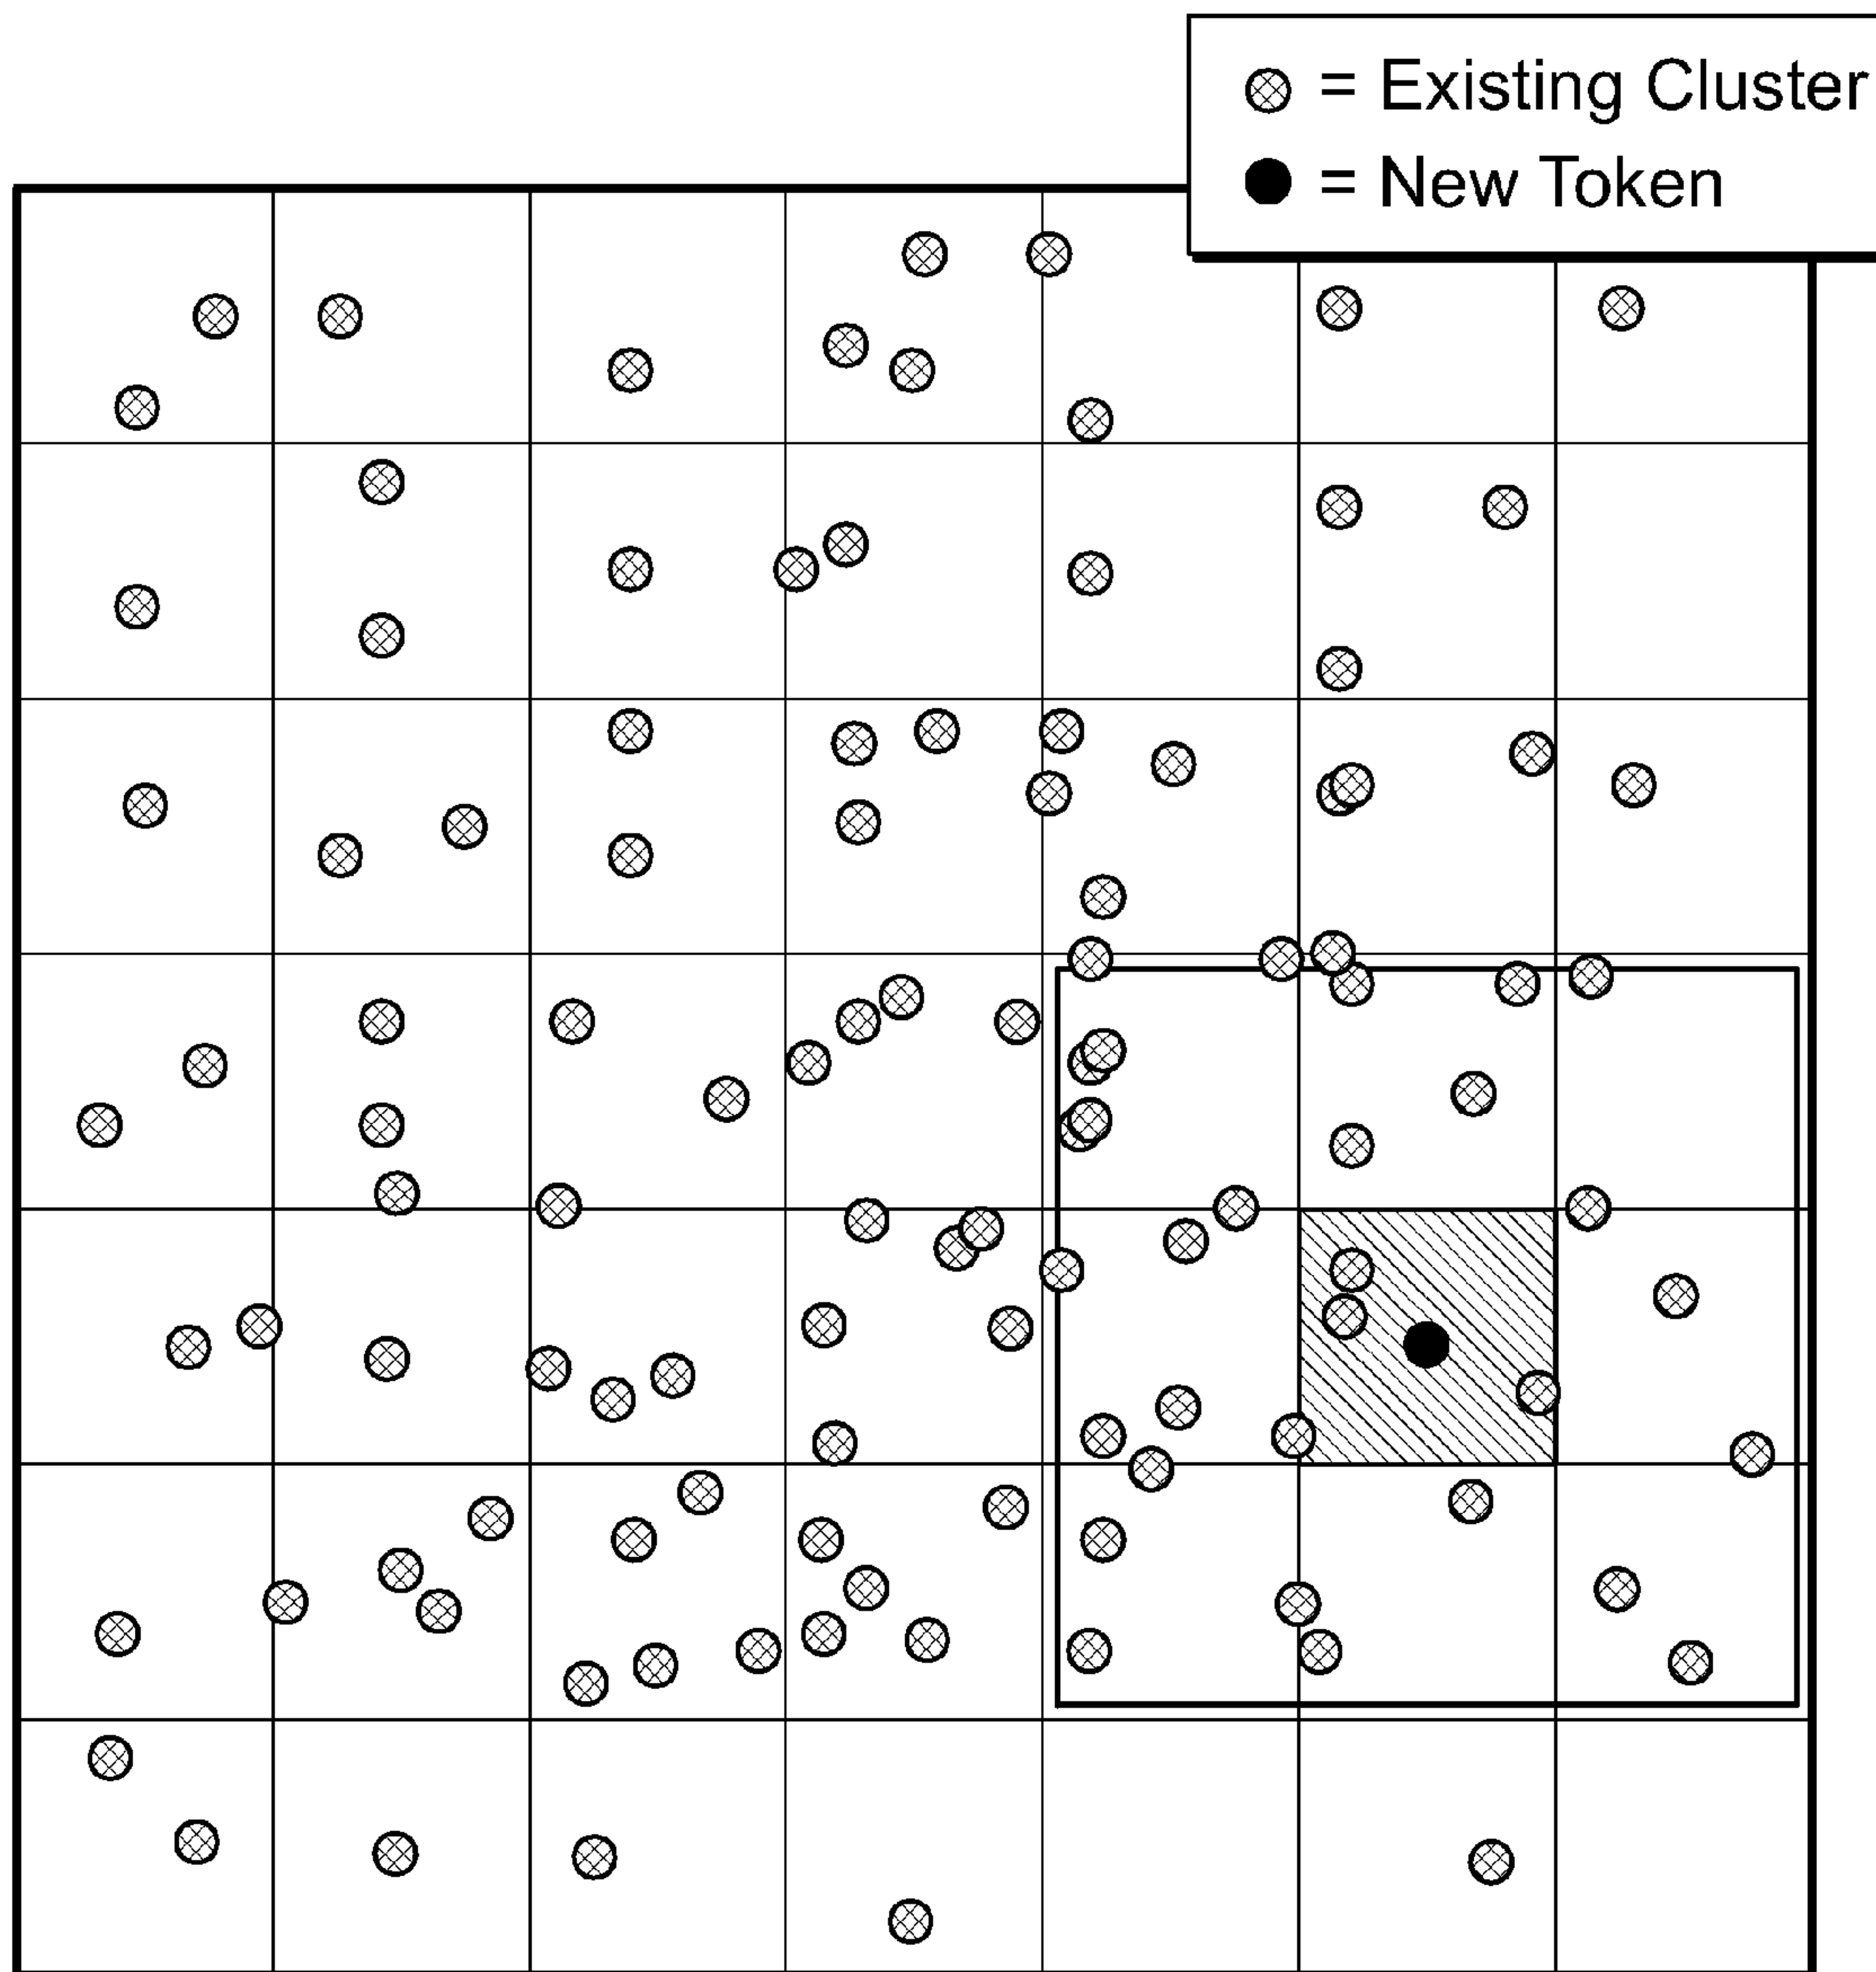 = Existing Cluster
= New Token